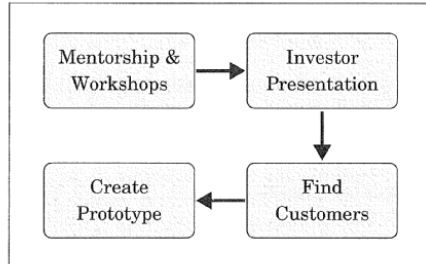 Mentorship &
Workshops
Investor
Presentation
Find
Customers
Create
Prototype